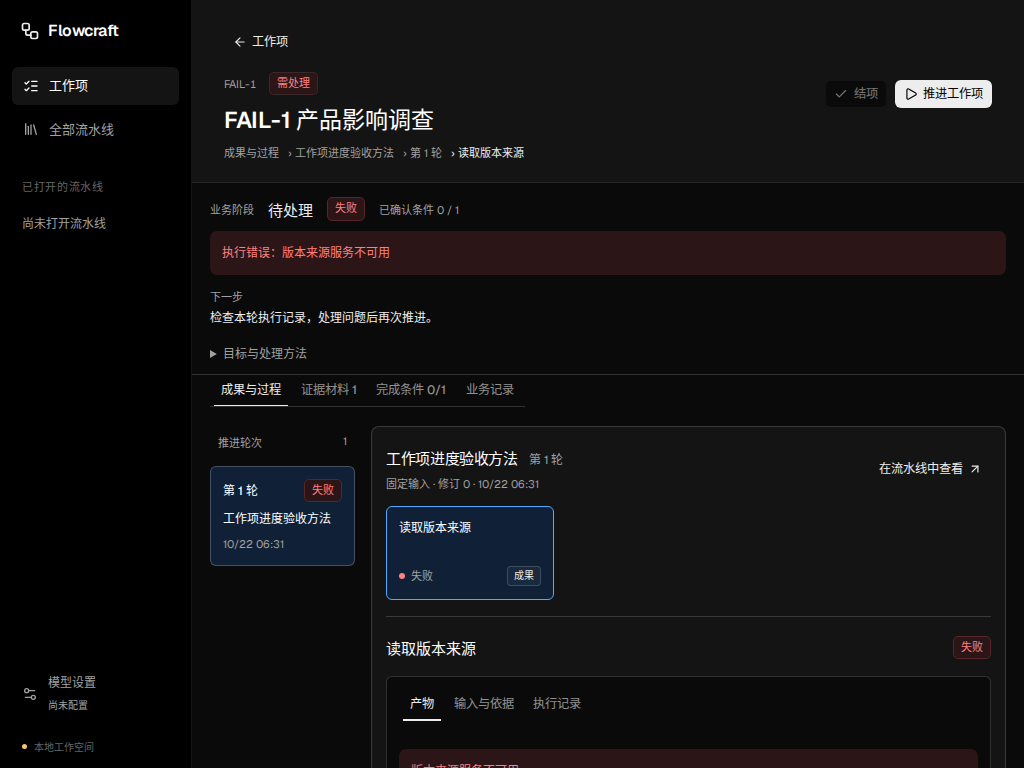 Flowcraft
工作项
全部流水线
已打开的流水线
尚未打开流水线
模型设置
尚未配置
本地工作空间
工作项
FAIL-1 需处理
FAIL-1 产品影响调查
成果与过程 › 工作项进度验收方法 › 第 1 轮 › 读取版本来源
结项
推进工作项
业务阶段 待处理 失败 已确认条件 0 / 1
执行错误：版本来源服务不可用
下一步
检查本轮执行记录，处理问题后再次推进。
目标与处理方法
成果与过程 证据材料 1 完成条件 0/1 业务记录
推进轮次 1
第 1 轮 失败
工作项进度验收方法
10/22 06:31
工作项进度验收方法 第 1 轮
固定输入 · 修订 0 · 10/22 06:31
在流水线中查看
读取版本来源
失败 成果
读取版本来源 失败
产物 输入与依据 执行记录
版本来源服务不可用